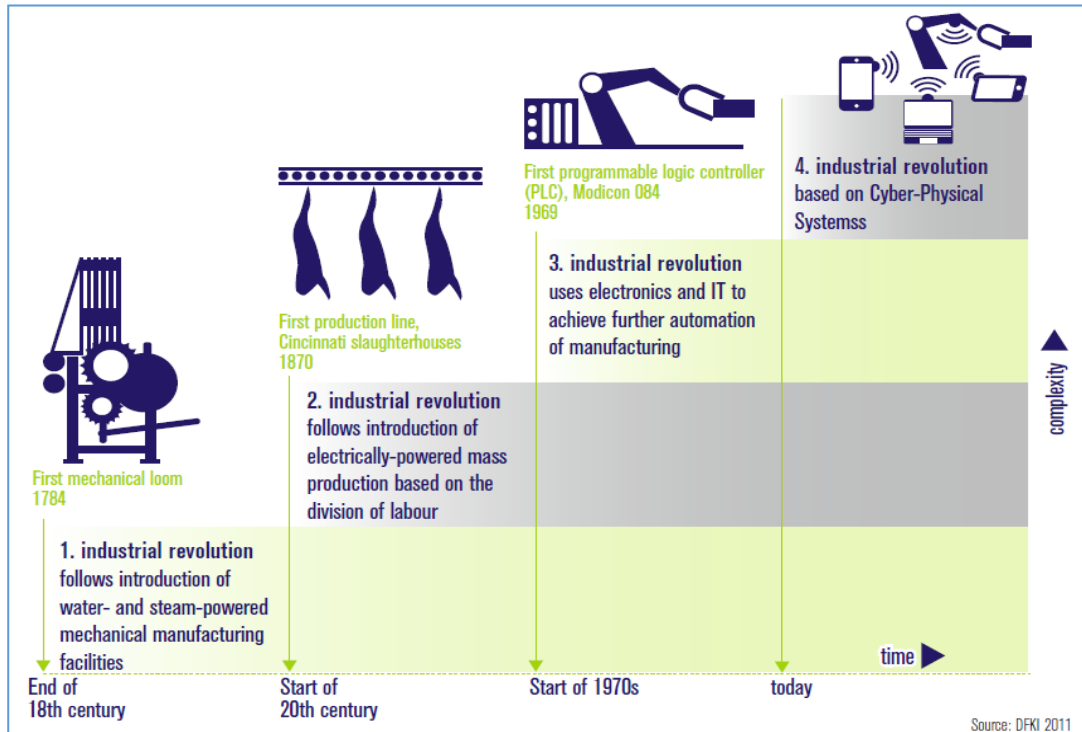 First mechanical loom
1784
1. industrial revolution
follows introduction of
water- and steam-powered
mechanical manufacturing
facilities
End of
18th century
First production line,
Cincinnati slaughterhouses
1870
2. industrial revolution
follows introduction of
electrically-powered mass
production based on the
division of labour
Start of
20th century
First programmable logic controller
(PLC), Modicon 084
1969
3. industrial revolution
uses electronics and IT to
achieve further automation
of manufacturing
Start of 1970s
4. industrial revolution
based on Cyber-Physical
Systemss
today
time
complexity
Source: DFKI 2011